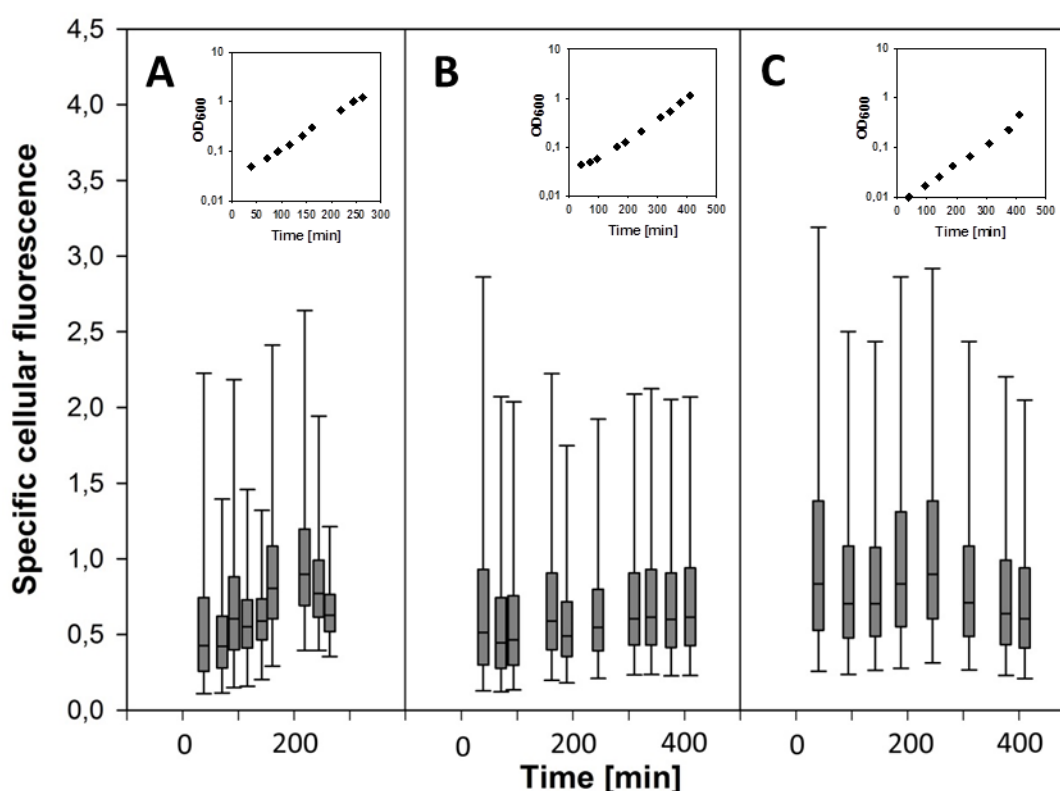 4,5
4,0
3,5
3,0
2,5
2,0
1,5
1,0
0,5
0,0
Specific cellular fluorescence
A
10
1
0,1
0,01
OD600
0 50 100 150 200 250 300
Time [min]
B
10
1
0,1
0,01
OD600
0 100 200 300 400 500
Time [min]
C
10
1
0,1
0,01
OD600
0 100 200 300 400 500
Time [min]
0 200 0 200 400 0 200 400
Time [min]